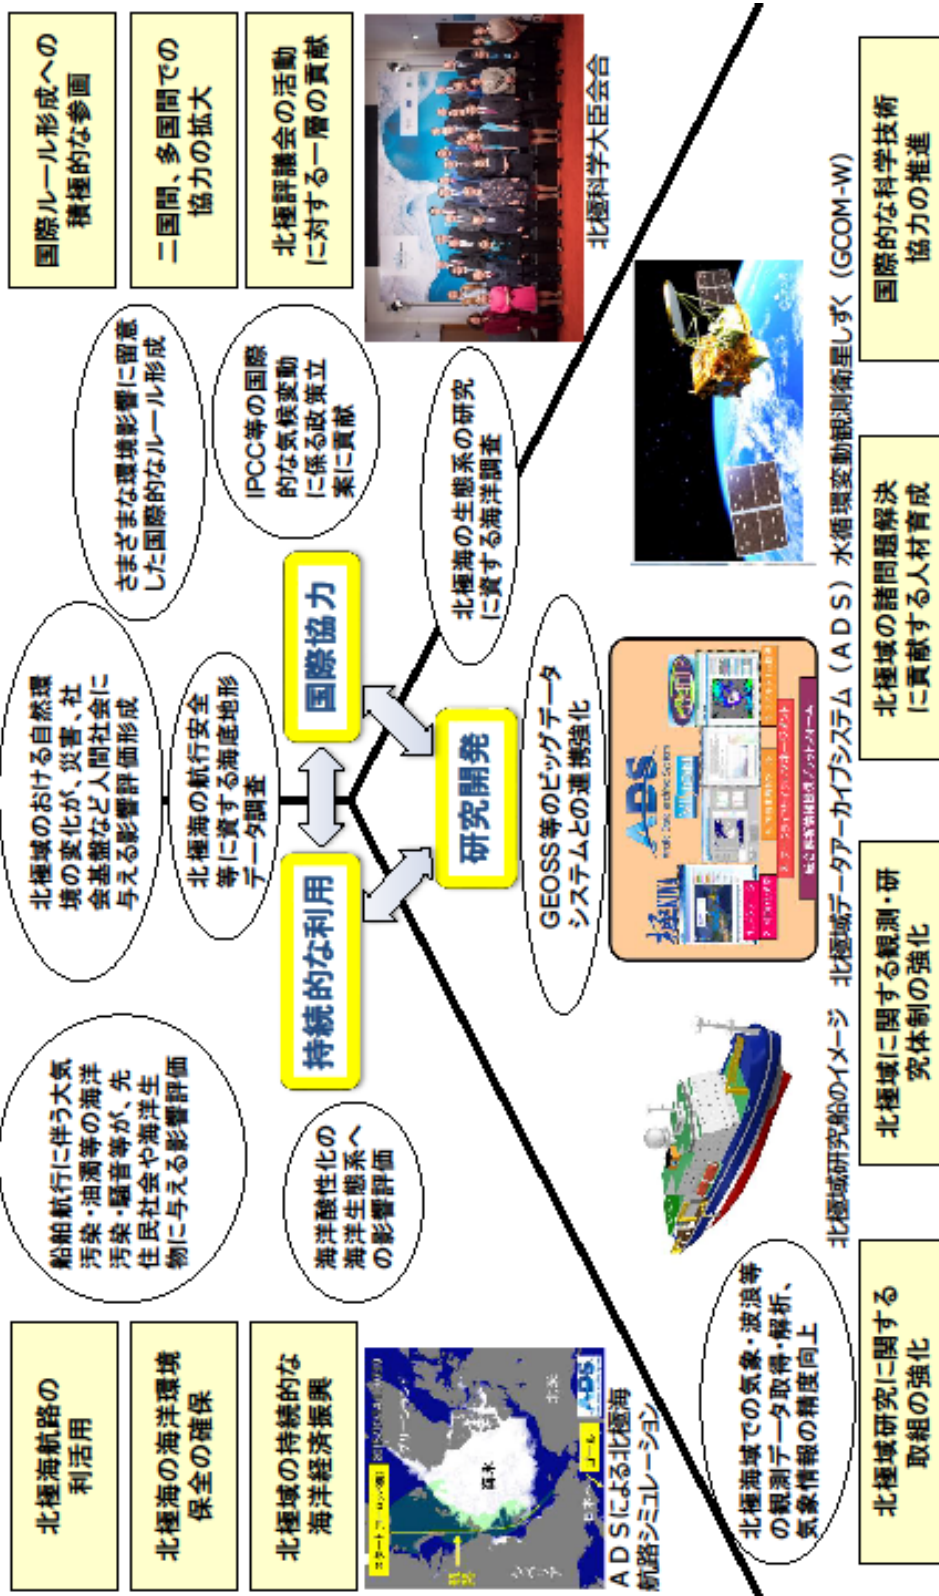 北極海航路の
利活用
北極海の海洋環境
保全の確保
北極域の持続的な
海洋経済振興
船舶航行に伴う大気
汚染・油濁等の海洋
汚染・騒音等が、先
住民社会や海洋生
物に与える影響評価
海洋酸性化の
海洋生態系へ
の影響評価
北極域のおける自然環
境の変化が、災害、社
会基盤など人間社会に
与える影響評価形成
北極海の航行安全
等に資する海底地形
データ調査
さまざまな環境影響に留意
した国際的なルール形成
IPCC等の国際
的な気候変動
に係る政策立
案に貢献
国際ルール形成への
積極的な参画
二国間、多国間での
協力の拡大
北極評議会の活動
に対する一層の貢献
持続的な利用
国際協力
研究開発
海氷
北米
ゴール
ADS
ADSによる北極海
航路シミュレーション
北極科学大臣会合
北極海の生態系の研究
に資する海洋調査
GEOSS等のビッグデータ
システムとの連携強化
北極海域での気象・波浪等
の観測データ取得・解析、
気象情報の精度向上
ADS
北極域研究船のイメージ
北極域データアーカイブシステム(ADS)
水循環変動観測衛星しずく(GCOM-W)
北極域研究に関する
取組の強化
北極域に関する観測・研
究体制の強化
北極域の諸問題解決
に貢献する人材育成
国際的な科学技術
協力の推進